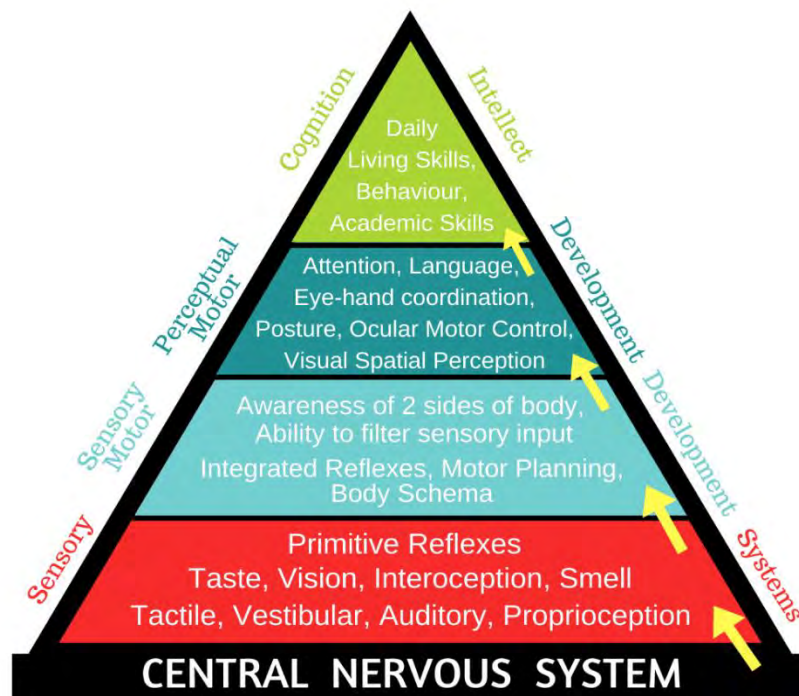 Cognition
Intellect
Daily
Living Skills,
Behaviour,
Academic Skills
Perceptual
Motor
Development
Attention, Language,
Eye-hand coordination,
Posture, Ocular Motor Control,
Visual Spatial Perception
Sensory
Motor
Development
Awareness of 2 sides of body,
Ability to filter sensory input
Integrated Reflexes, Motor Planning,
Body Schema
Sensory
Systems
Primitive Reflexes
Taste, Vision, Interoception, Smell
Tactile, Vestibular, Auditory, Proprioception
CENTRAL NERVOUS SYSTEM